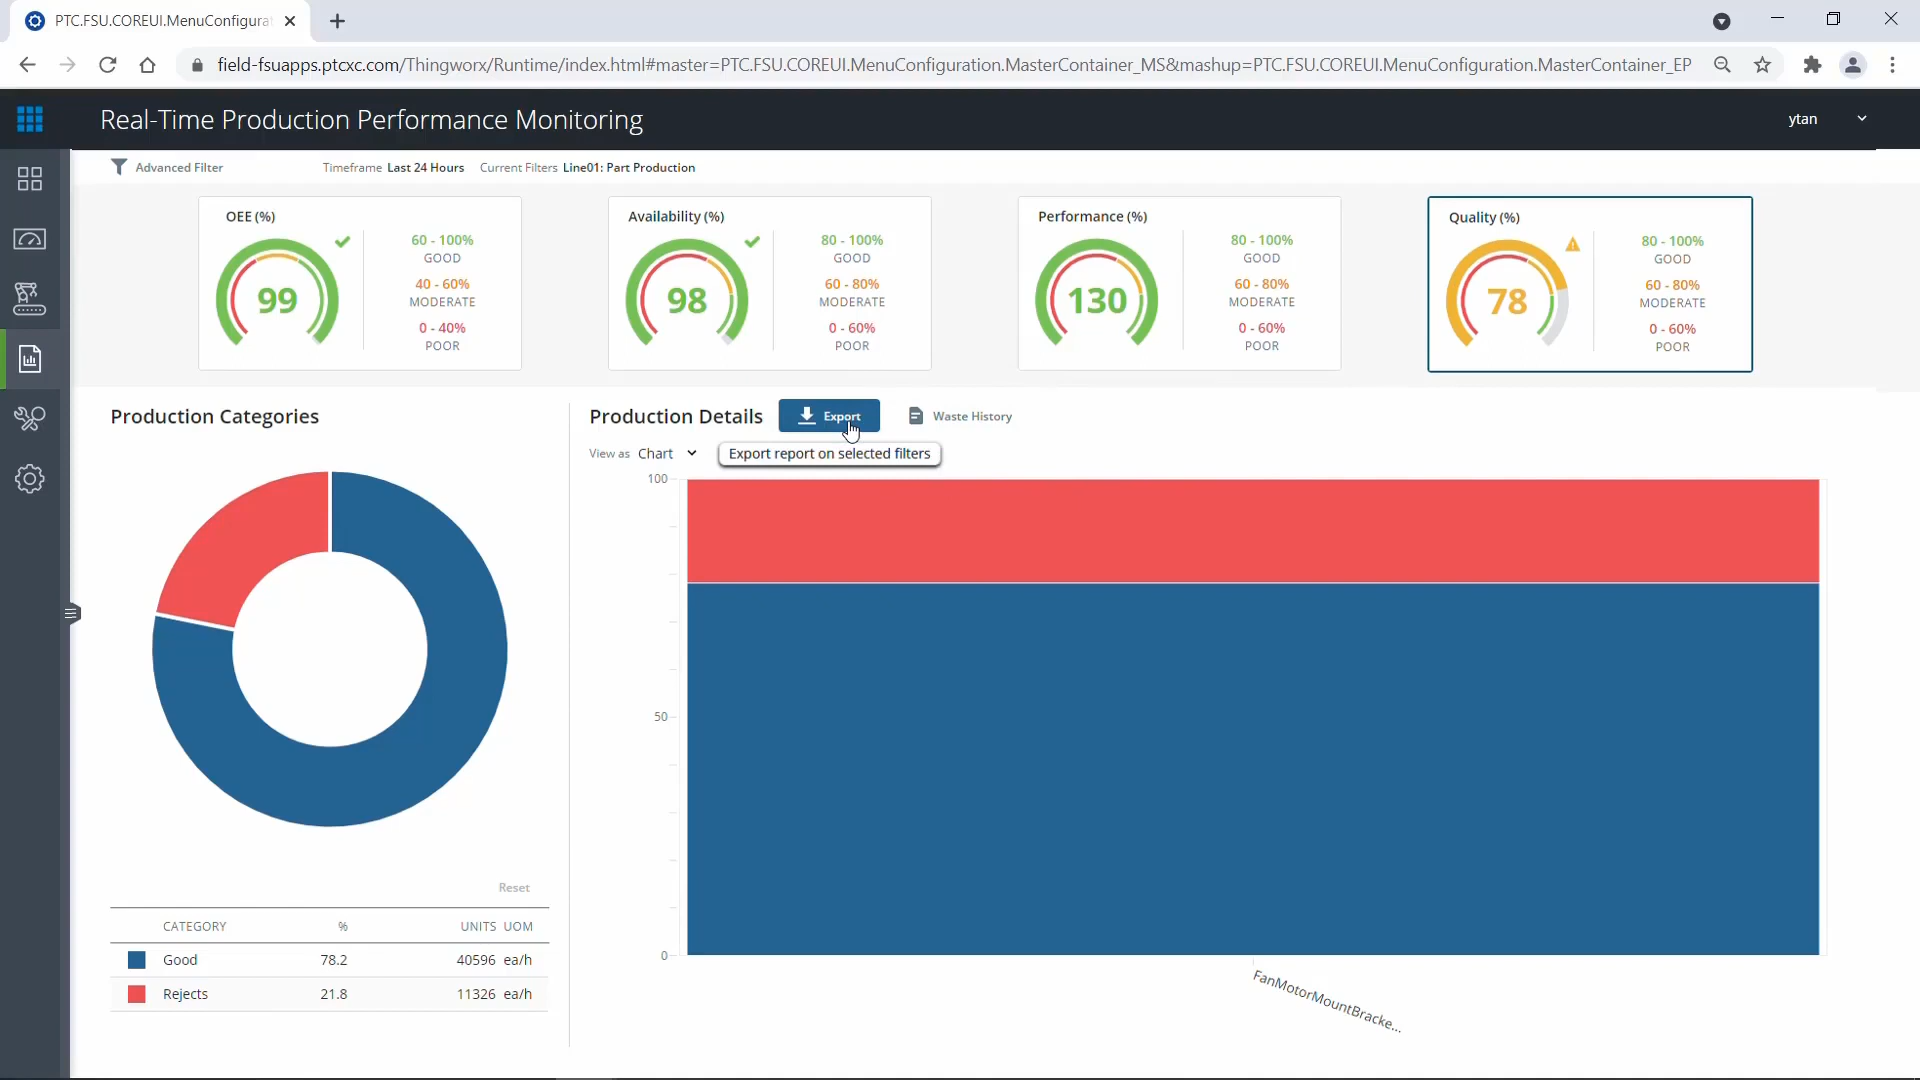 PTC.FSU.COREUI.MenuConfigurat
field-fsuapps.ptcxc.com/Thingworx/Runtime/index.html#master=PTC.FSU.COREUI.MenuConfiguration.MasterContainer_MS&mashup=PTC.FSU.COREUI.MenuConfiguration.MasterContainer_EP
Real-Time Production Performance Monitoring
ytan
Advanced Filter
Timeframe Last 24 Hours
Current Filters Line01: Part Production
OEE (%)
99
60 - 100%
GOOD
40 - 60%
MODERATE
0 - 40%
POOR
Availability (%)
98
80 - 100%
GOOD
60 - 80%
MODERATE
0 - 60%
POOR
Performance (%)
130
80 - 100%
GOOD
60 - 80%
MODERATE
0 - 60%
POOR
Quality (%)
78
80 - 100%
GOOD
60 - 80%
MODERATE
0 - 60%
POOR
Production Categories
Reset
CATEGORY % UNITS UOM
Good 78.2 40596 ea/h
Rejects 21.8 11326 ea/h
Production Details
Export
Waste History
View as Chart
Export report on selected filters
100
50
0
FanMotorMountBracke...